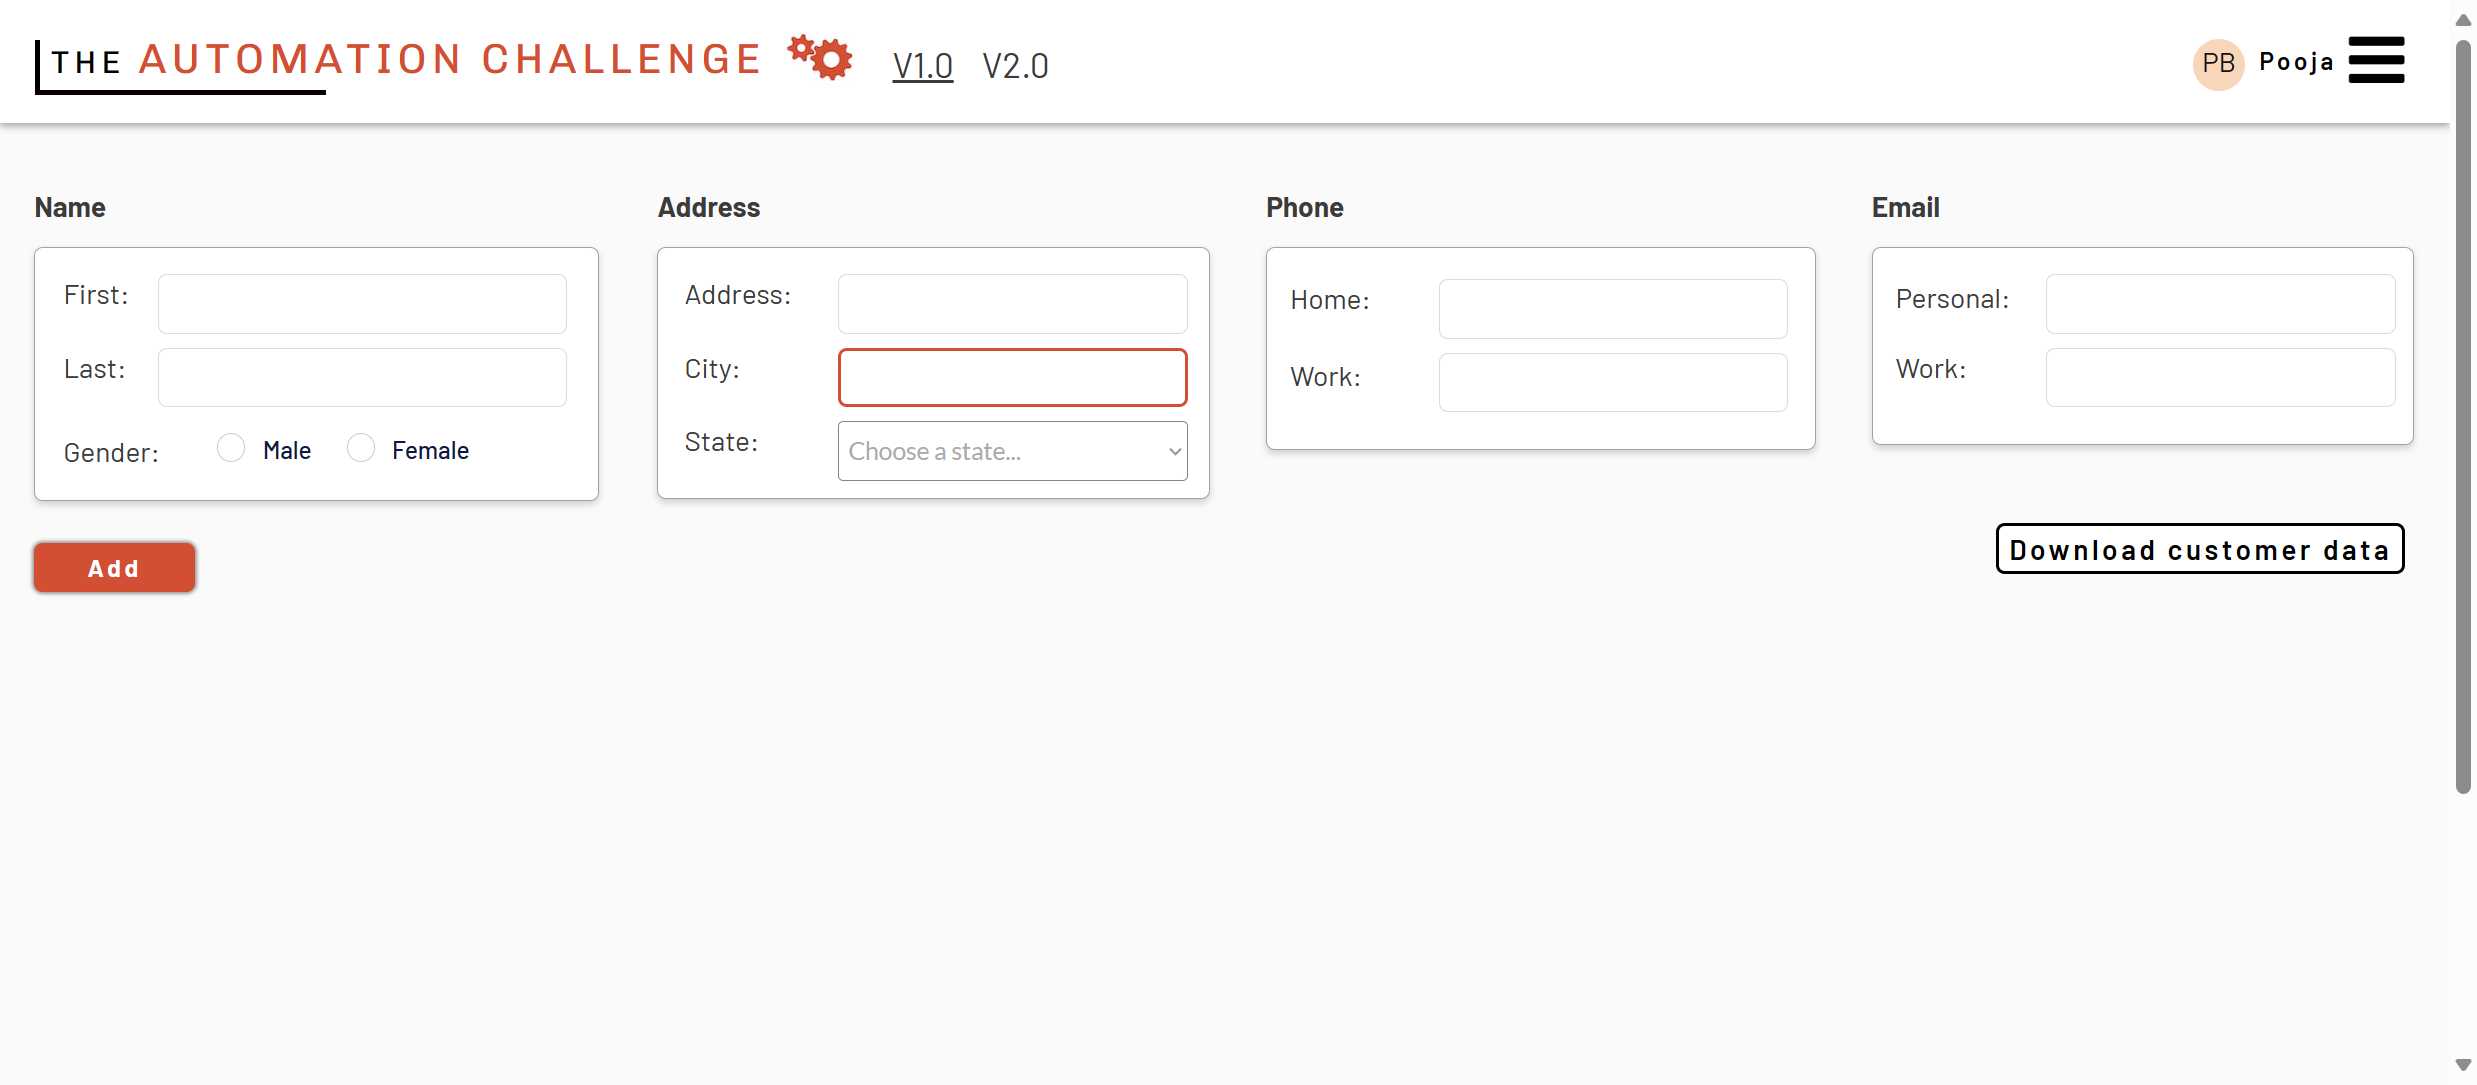 THE AUTOMATION CHALLENGE V1.0 V2.0 PB Pooja
Name Address Phone Email
First: Address: Home: Personal:
Last: City: Work: Work:
Gender: Male Female State: Choose a state...
Add Download customer data